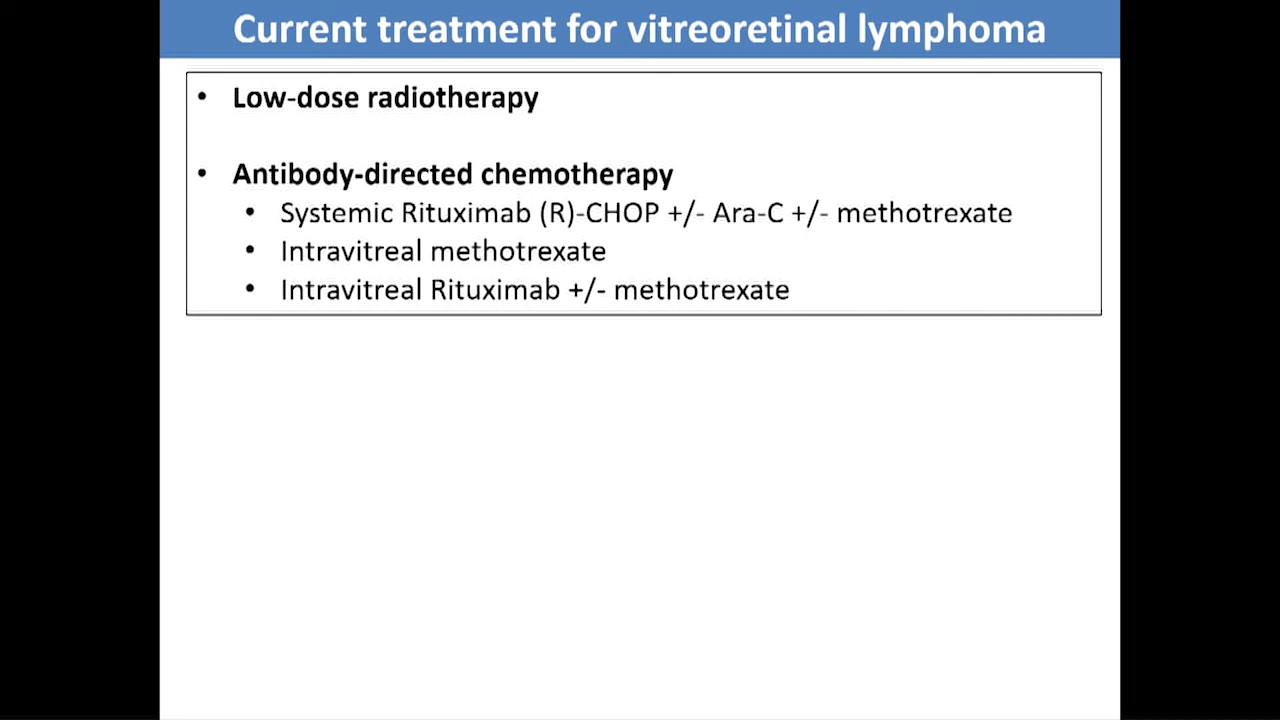 Current treatment for vitreoretinal lymphoma
• Low-dose radiotherapy
• Antibody-directed chemotherapy
• Systemic Rituximab (R)-CHOP +/- Ara-C +/- methotrexate
• Intravitreal methotrexate
• Intravitreal Rituximab +/- methotrexate